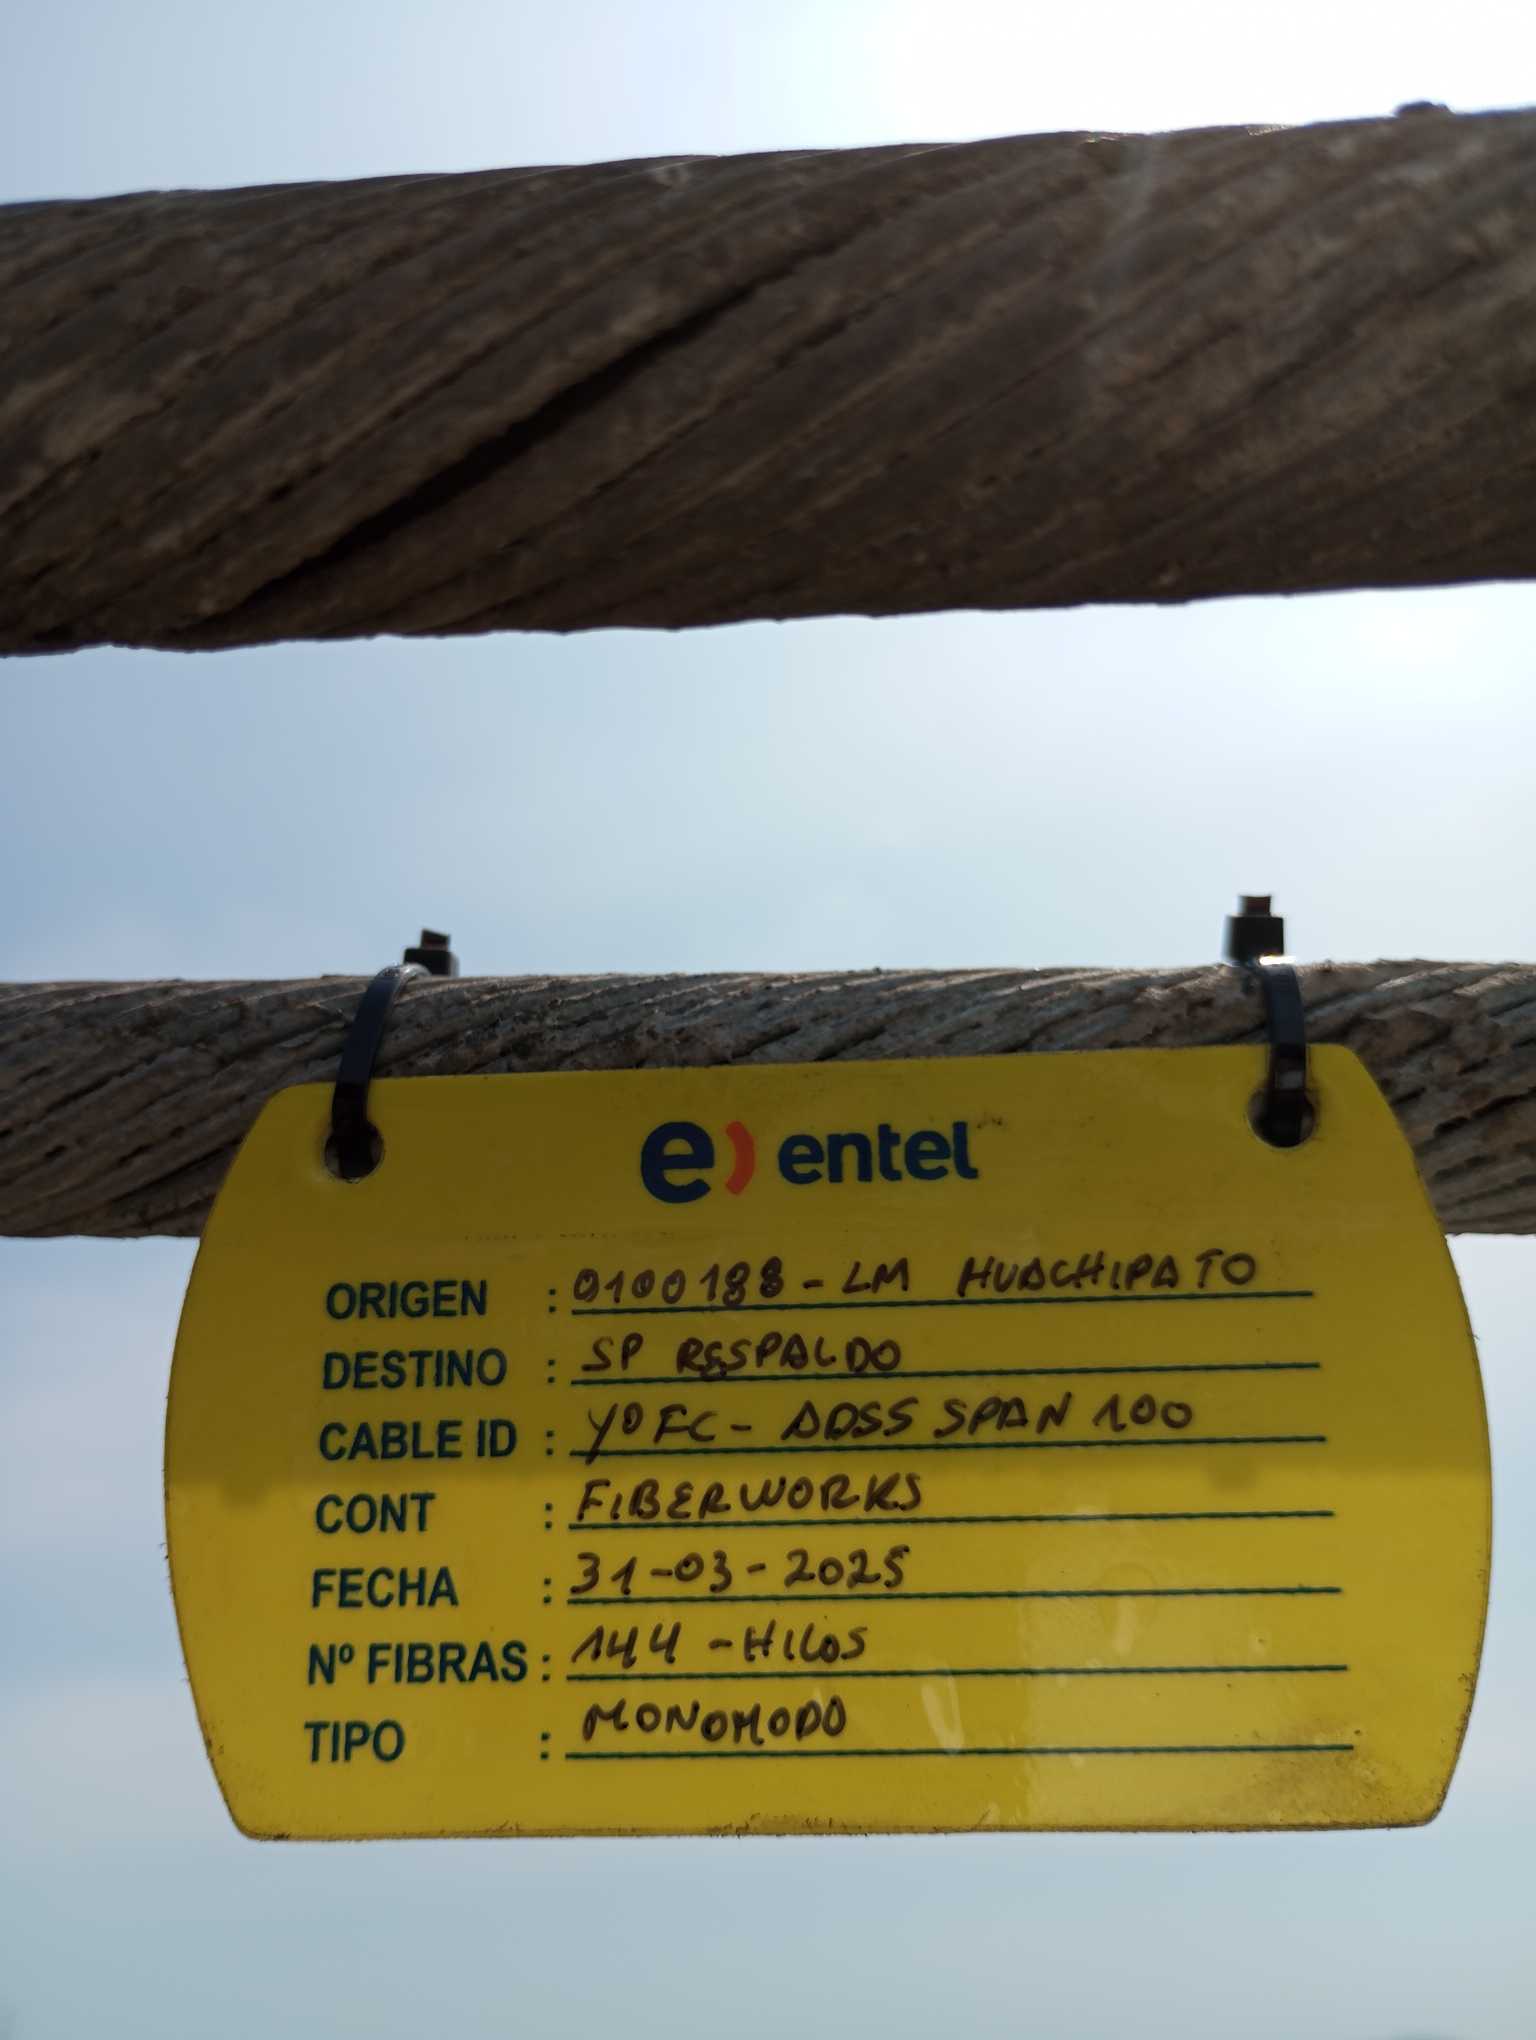 e) entel
ORIGEN : 0100188-LM HUACHIPATO
DESTINO : SP RESPALDO
CABLE ID : YOFC- ADSS SPAN 100
CONT : FIBERWORKS
FECHA : 31-03-2025
Nº FIBRAS : 144 -HILOS
TIPO : MONOMODO